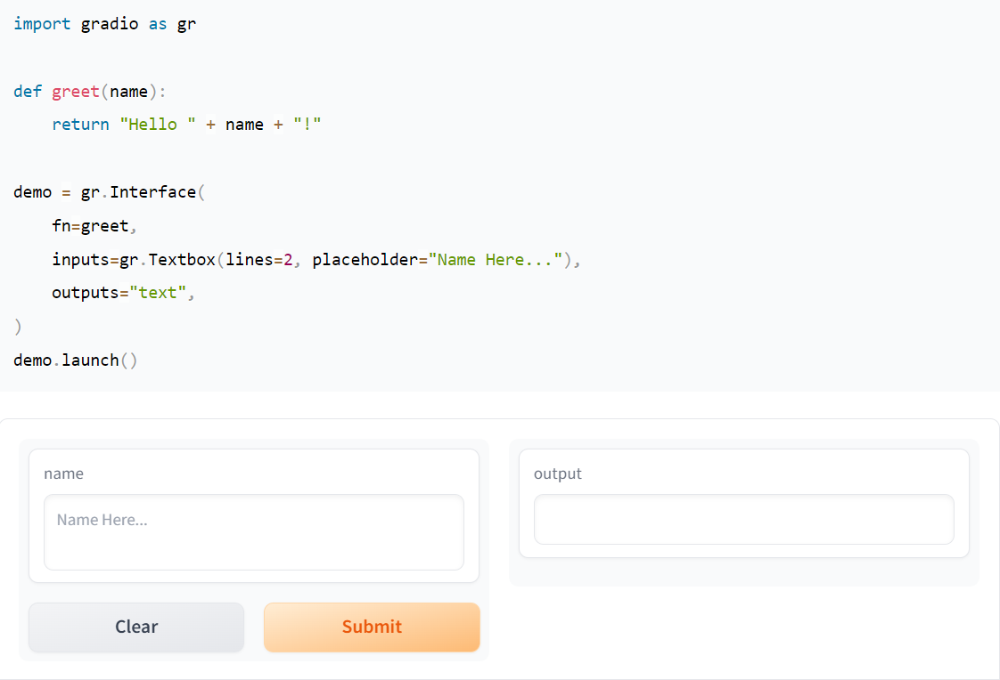 import gradio as gr
def greet(name):
    return "Hello " + name + "!"
demo = gr.Interface(
    fn=greet,
    inputs=gr.Textbox(lines=2, placeholder="Name Here..."),
    outputs="text",
)
demo.launch()
name
Name Here...
Clear
Submit
output